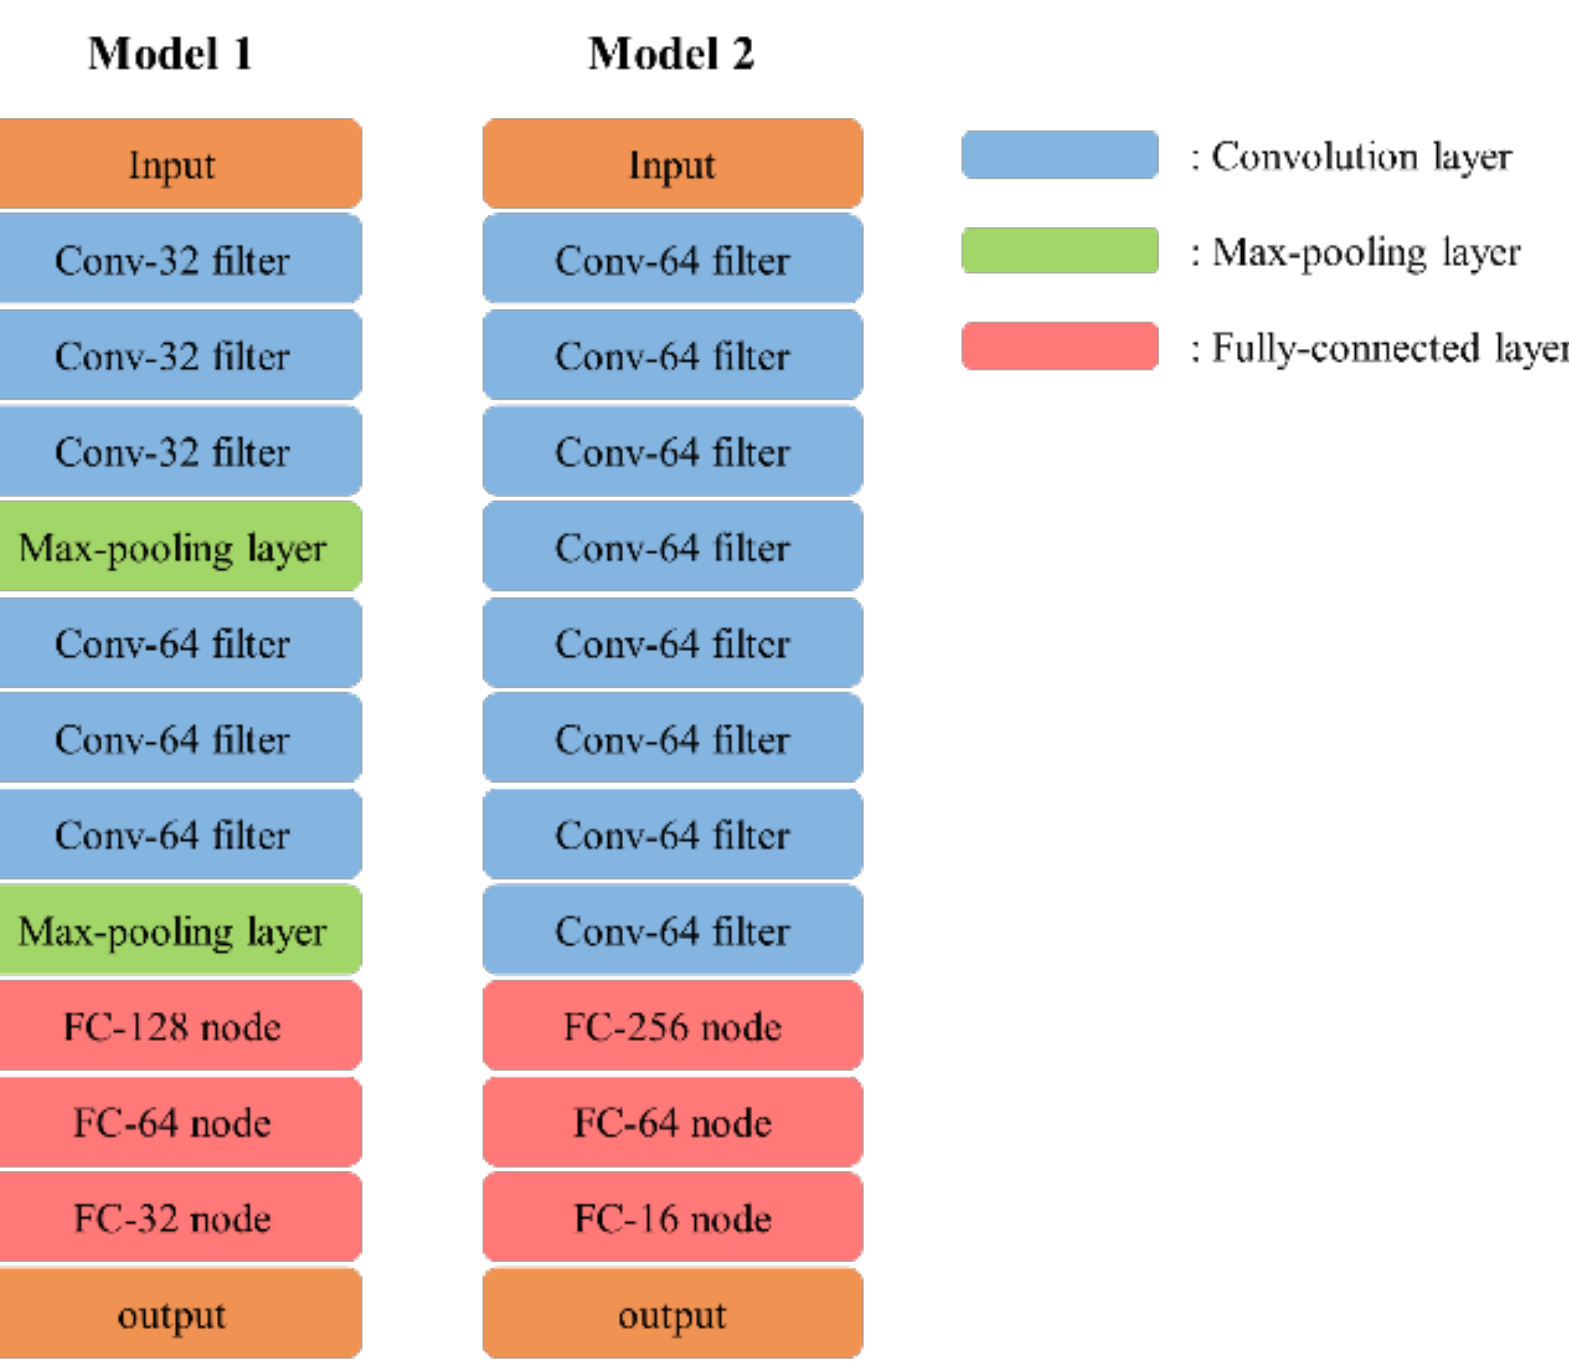 Model 1
Input
Conv-32 filter
Conv-32 filter
Conv-32 filter
Max-pooling layer
Conv-64 filter
Conv-64 filter
Conv-64 filter
Max-pooling layer
FC-128 node
FC-64 node
FC-32 node
output
Model 2
Input
Conv-64 filter
Conv-64 filter
Conv-64 filter
Conv-64 filter
Conv-64 filter
Conv-64 filter
Conv-64 filter
Conv-64 filter
FC-256 node
FC-64 node
FC-16 node
output
: Convolution layer
: Max-pooling layer
: Fully-connected layer